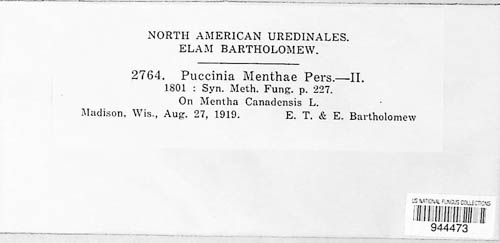 NORTH AMERICAN UREDINALES.
ELAM BARTHOLOMEW.
2764. Puccinia Menthae Pers.—II.
1801 : Syn. Meth. Fung. p. 227.
On Mentha Canadensis L.
Madison, Wis., Aug. 27, 1919. E. T. & E. Bartholomew
US NATIONAL FUNGUS COLLECTIONS
944473